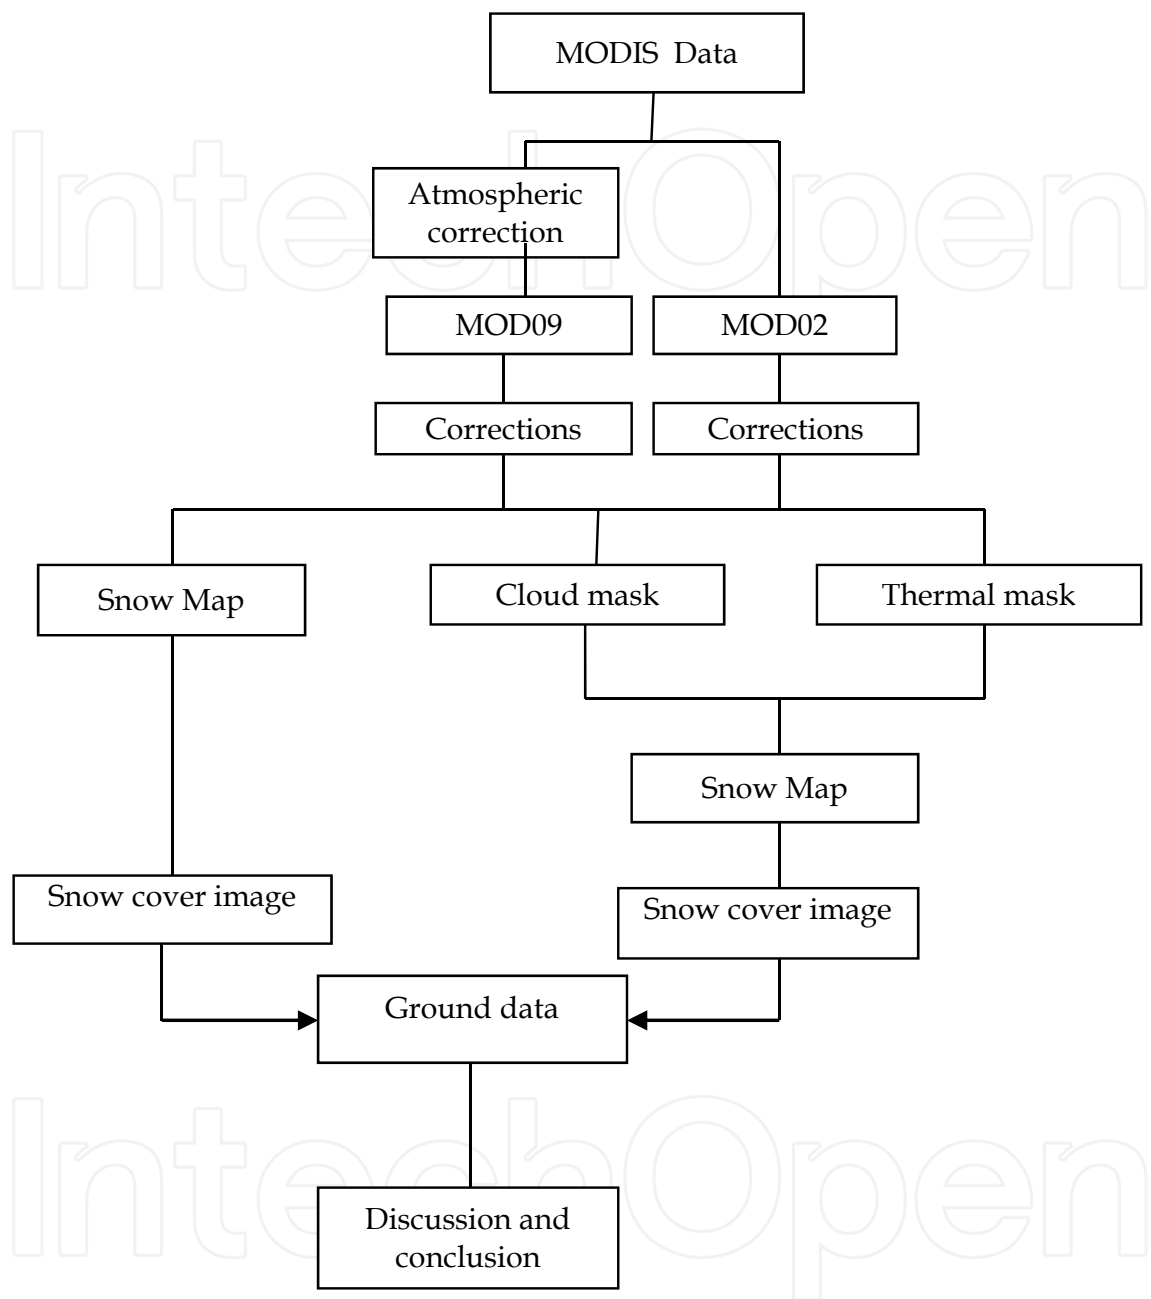 MODIS Data
Atmospheric
correction
MOD09
MOD02
Corrections
Corrections
Snow Map
Cloud mask
Thermal mask
Snow Map
Snow cover image
Snow cover image
Ground data
Discussion and
conclusion
IntechOpen
IntechOpen